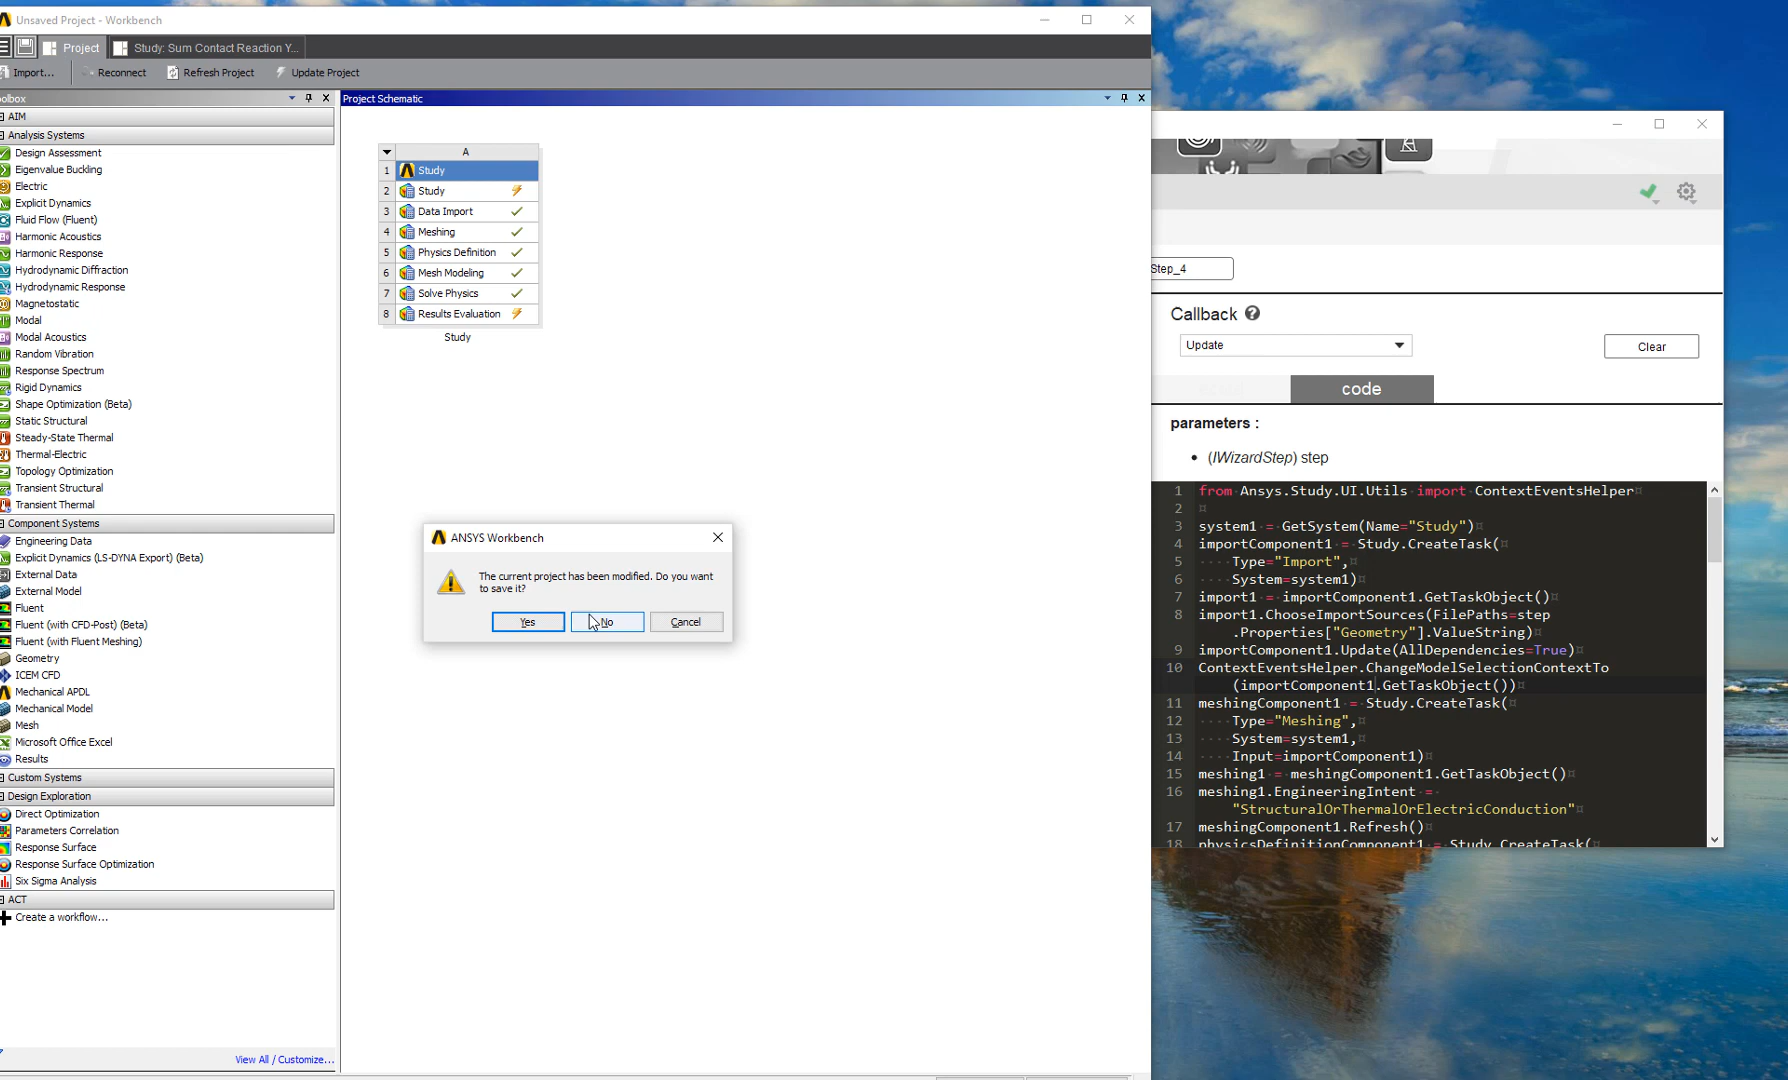 Unsaved Project - Workbench
Project
Study: Sum Contact Reaction Y...
Import...
Reconnect
Refresh Project
Update Project
oolbox
AIM
Analysis Systems
Design Assessment
Eigenvalue Buckling
Electric
Explicit Dynamics
Fluid Flow (Fluent)
Harmonic Acoustics
Harmonic Response
Hydrodynamic Diffraction
Hydrodynamic Response
Magnetostatic
Modal
Modal Acoustics
Random Vibration
Response Spectrum
Rigid Dynamics
Shape Optimization (Beta)
Static Structural
Steady-State Thermal
Thermal-Electric
Topology Optimization
Transient Structural
Transient Thermal
Component Systems
Engineering Data
Explicit Dynamics (LS-DYNA Export) (Beta)
External Data
External Model
Fluent
Fluent (with CFD-Post) (Beta)
Fluent (with Fluent Meshing)
Geometry
ICEM CFD
Mechanical APDL
Mechanical Model
Mesh
Microsoft Office Excel
Results
Custom Systems
Design Exploration
Direct Optimization
Parameters Correlation
Response Surface
Response Surface Optimization
Six Sigma Analysis
ACT
Create a workflow...
View All / Customize...
Project Schematic
A
1 Study
2 Study
3 Data Import
4 Meshing
5 Physics Definition
6 Mesh Modeling
7 Solve Physics
8 Results Evaluation
Study
ANSYS Workbench
The current project has been modified. Do you want
to save it?
Yes
No
Cancel
Step_4
Callback
Update
Clear
code
parameters :
• (IWizardStep) step
1 from Ansys.Study.UI.Utils import ContextEventsHelper
2
3 system1 = GetSystem(Name="Study")
4 importComponent1 = Study.CreateTask(
5 ····Type="Import",
6 ····System=system1)
7 import1 = importComponent1.GetTaskObject()
8 import1.ChooseImportSources(FilePaths=step
.Properties["Geometry"].ValueString)
9 importComponent1.Update(AllDependencies=True)
10 ContextEventsHelper.ChangeModelSelectionContextTo
(importComponent1.GetTaskObject())
11 meshingComponent1 = Study.CreateTask(
12 ····Type="Meshing",
13 ····System=system1,
14 ····Input=importComponent1)
15 meshing1 = meshingComponent1.GetTaskObject()
16 meshing1.EngineeringIntent =
"StructuralOrThermalOrElectricConduction"
17 meshingComponent1.Refresh()
18 physicsDefinitionComponent1 = Study.CreateTask(